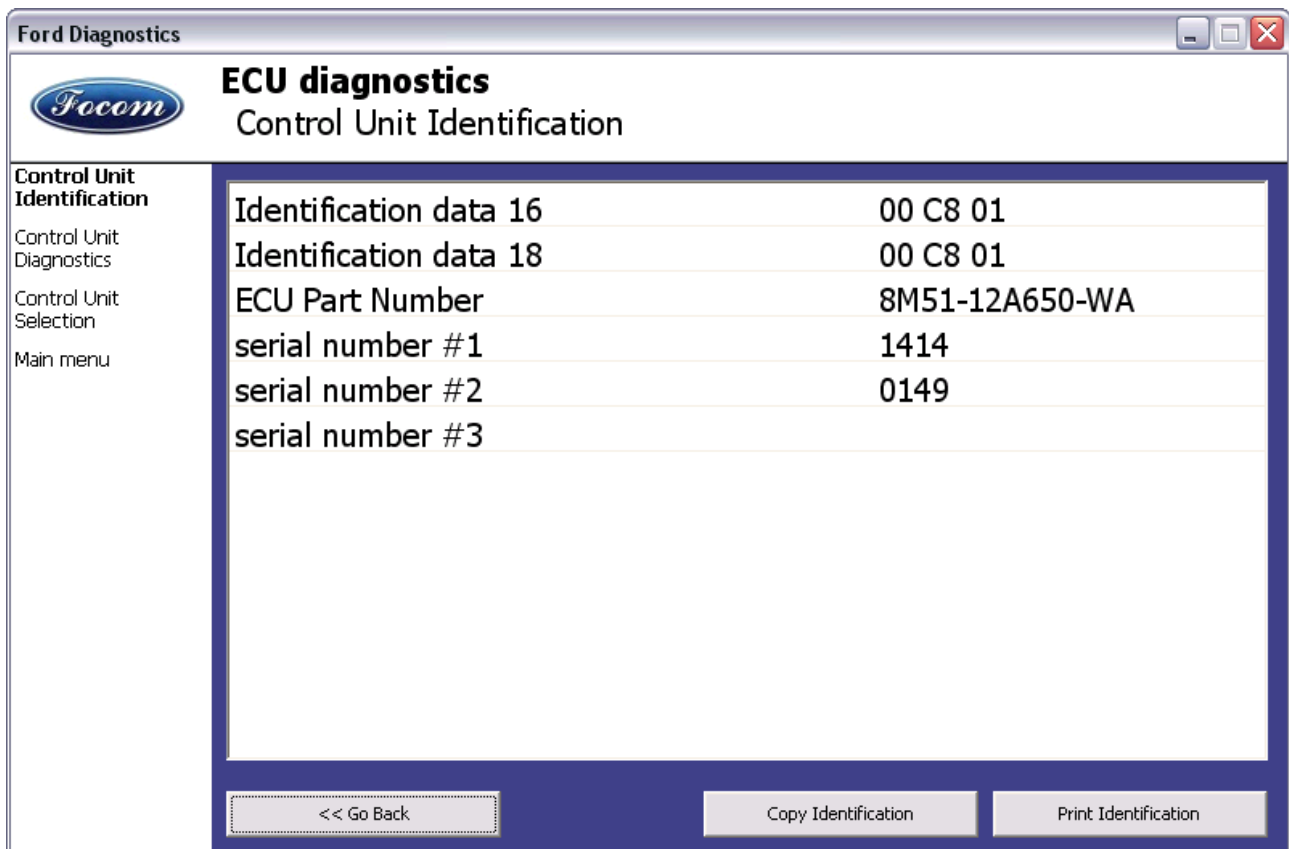 Ford Diagnostics
Focom
ECU diagnostics
Control Unit Identification
Control Unit
Identification
Control Unit
Diagnostics
Control Unit
Selection
Main menu
Identification data 16 00 C8 01
Identification data 18 00 C8 01
ECU Part Number 8M51-12A650-WA
serial number #1 1414
serial number #2 0149
serial number #3
<< Go Back Copy Identification Print Identification